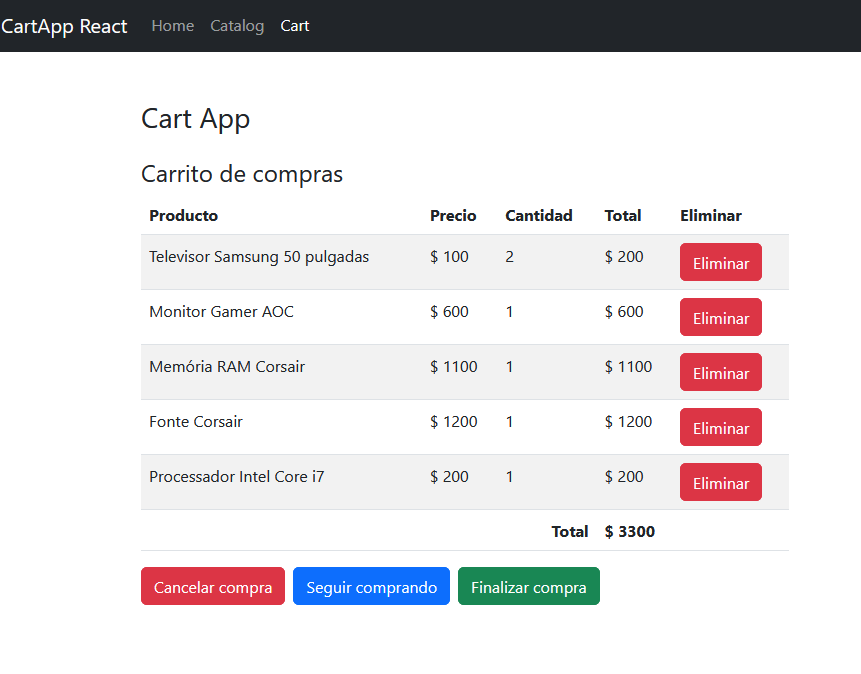 CartApp React Home Catalog Cart
Cart App
Carrito de compras
Producto Precio Cantidad Total Eliminar
Televisor Samsung 50 pulgadas $ 100 2 $ 200 Eliminar
Monitor Gamer AOC $ 600 1 $ 600 Eliminar
Memória RAM Corsair $ 1100 1 $ 1100 Eliminar
Fonte Corsair $ 1200 1 $ 1200 Eliminar
Processador Intel Core i7 $ 200 1 $ 200 Eliminar
Total $ 3300
Cancelar compra Seguir comprando Finalizar compra